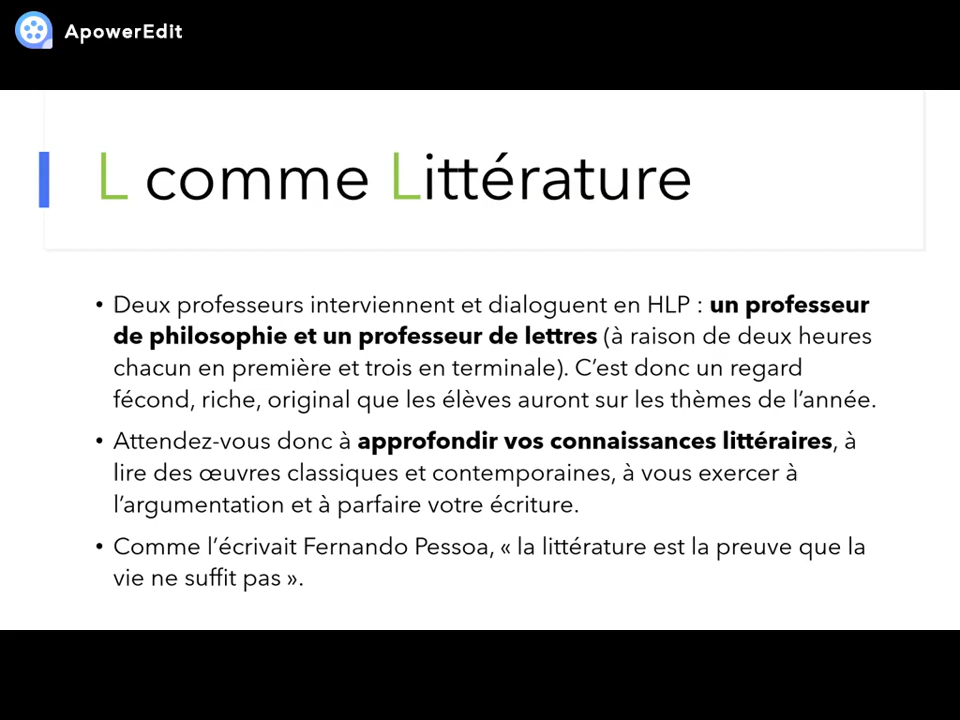 ApowerEdit
L comme Littérature
• Deux professeurs interviennent et dialoguent en HLP : un professeur
de philosophie et un professeur de lettres (à raison de deux heures
chacun en première et trois en terminale). C’est donc un regard
fécond, riche, original que les élèves auront sur les thèmes de l’année.
• Attendez-vous donc à approfondir vos connaissances littéraires, à
lire des œuvres classiques et contemporaines, à vous exercer à
l’argumentation et à parfaire votre écriture.
• Comme l’écrivait Fernando Pessoa, « la littérature est la preuve que la
vie ne suffit pas ».